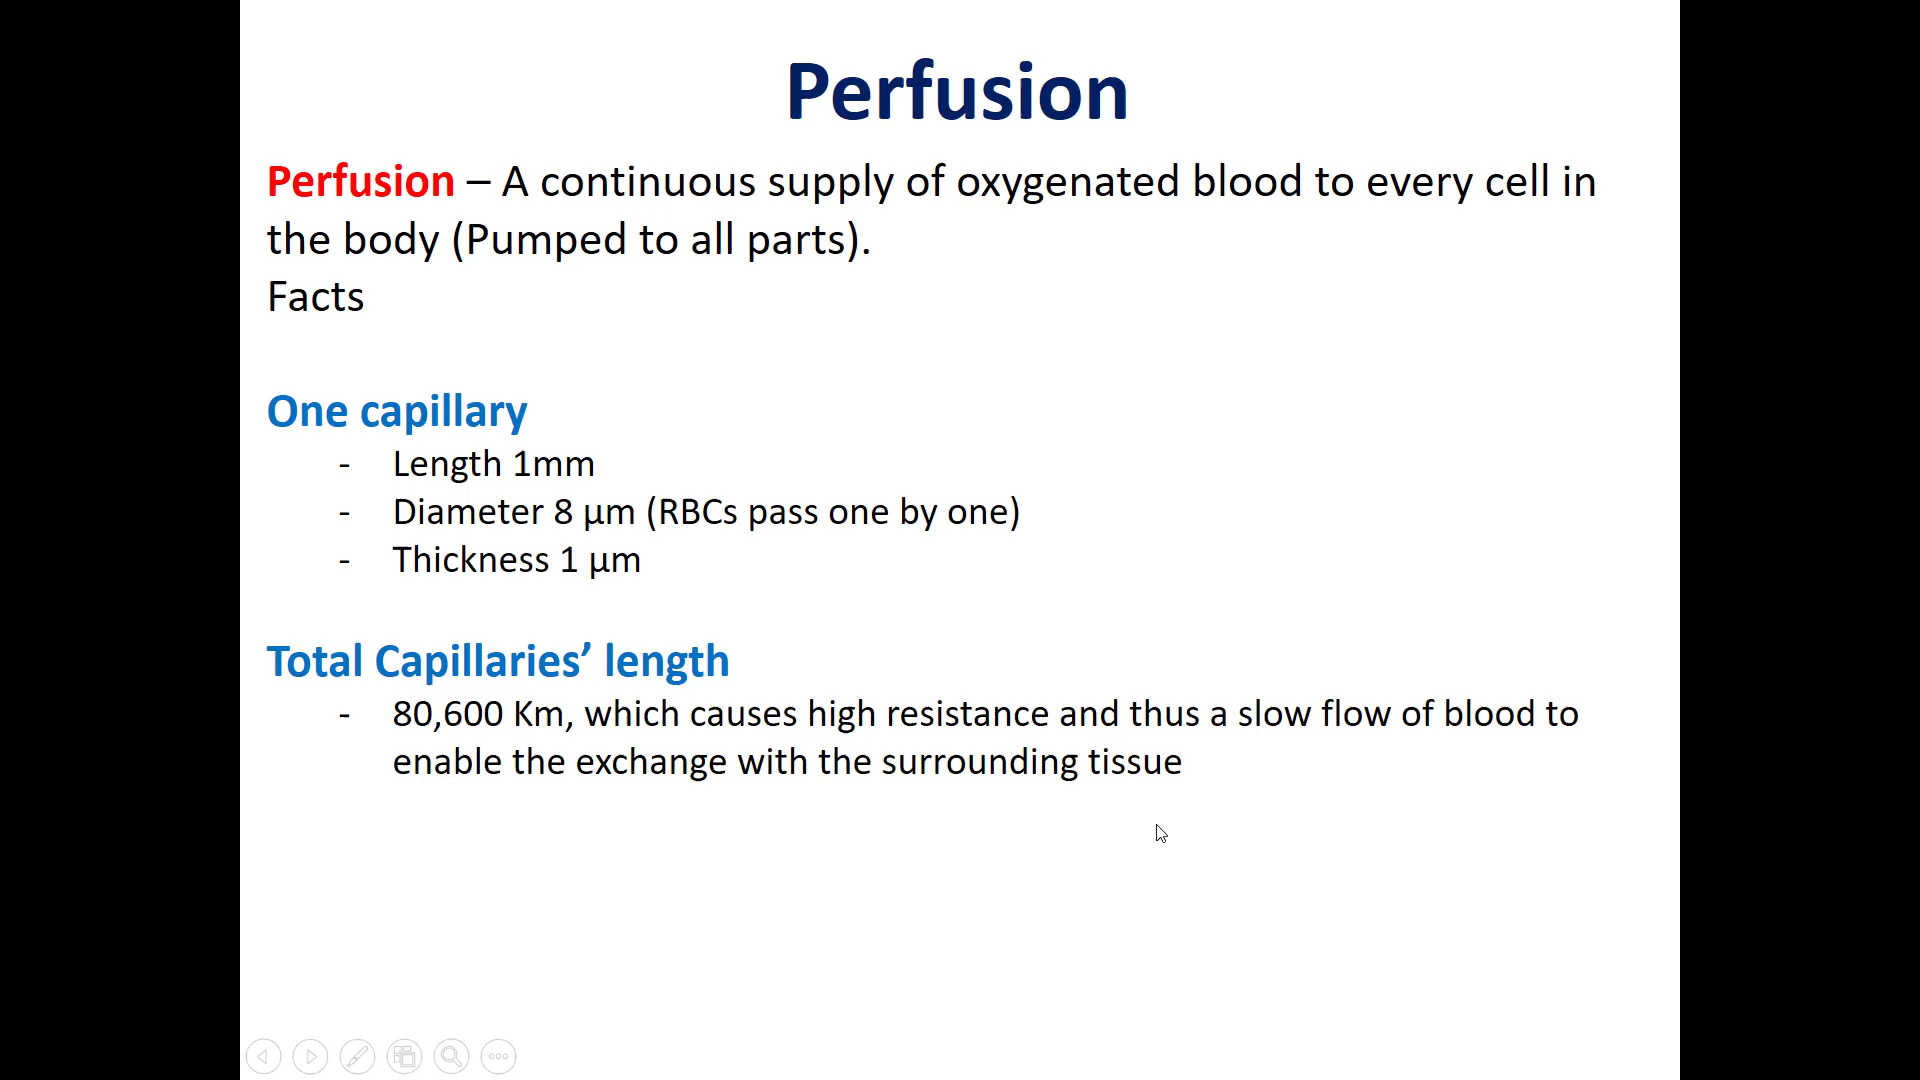 Perfusion
Perfusion – A continuous supply of oxygenated blood to every cell in
the body (Pumped to all parts).
Facts
One capillary
- Length 1mm
- Diameter 8 µm (RBCs pass one by one)
- Thickness 1 µm
Total Capillaries’ length
- 80,600 Km, which causes high resistance and thus a slow flow of blood to
enable the exchange with the surrounding tissue